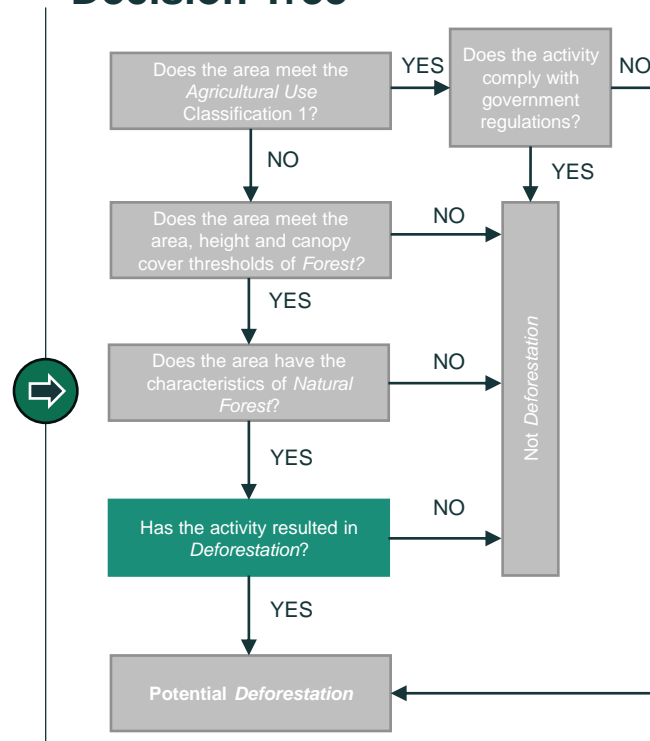 Decision Tree
Does the area meet the
Agricultural Use
Classification 1?
YES
Does the activity
comply with
government
regulations?
NO
NO
YES
Does the area meet the
area, height and canopy
cover thresholds of Forest?
NO
YES
Does the area have the
characteristics of Natural
Forest?
NO
Not Deforestation
YES
Has the activity resulted in
Deforestation?
NO
YES
Potential Deforestation